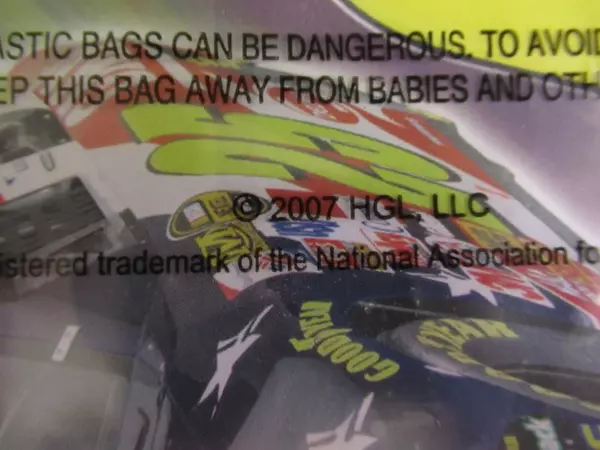 ASTIC BAGS CAN BE DANGEROUS. TO AVOID
EP THIS BAG AWAY FROM BABIES AND OTH
© 2007 HGL, LLC
istered trademark of the National Association fo
GOODYEAR
YEAR